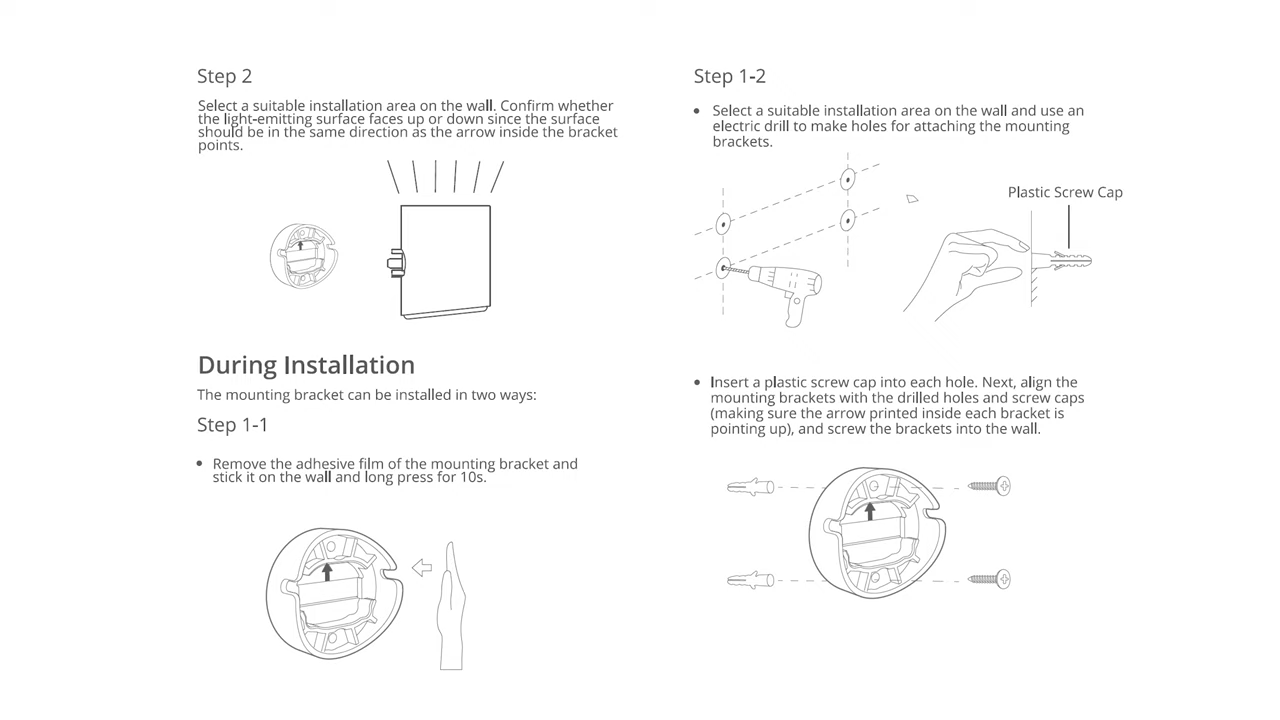 Step 2
Select a suitable installation area on the wall. Confirm whether
the light-emitting surface faces up or down since the surface
should be in the same direction as the arrow inside the bracket
points.
During Installation
The mounting bracket can be installed in two ways:
Step 1-1
• Remove the adhesive film of the mounting bracket and
stick it on the wall and long press for 10s.
Step 1-2
• Select a suitable installation area on the wall and use an
electric drill to make holes for attaching the mounting
brackets.
Plastic Screw Cap
• Insert a plastic screw cap into each hole. Next, align the
mounting brackets with the drilled holes and screw caps
(making sure the arrow printed inside each bracket is
pointing up), and screw the brackets into the wall.